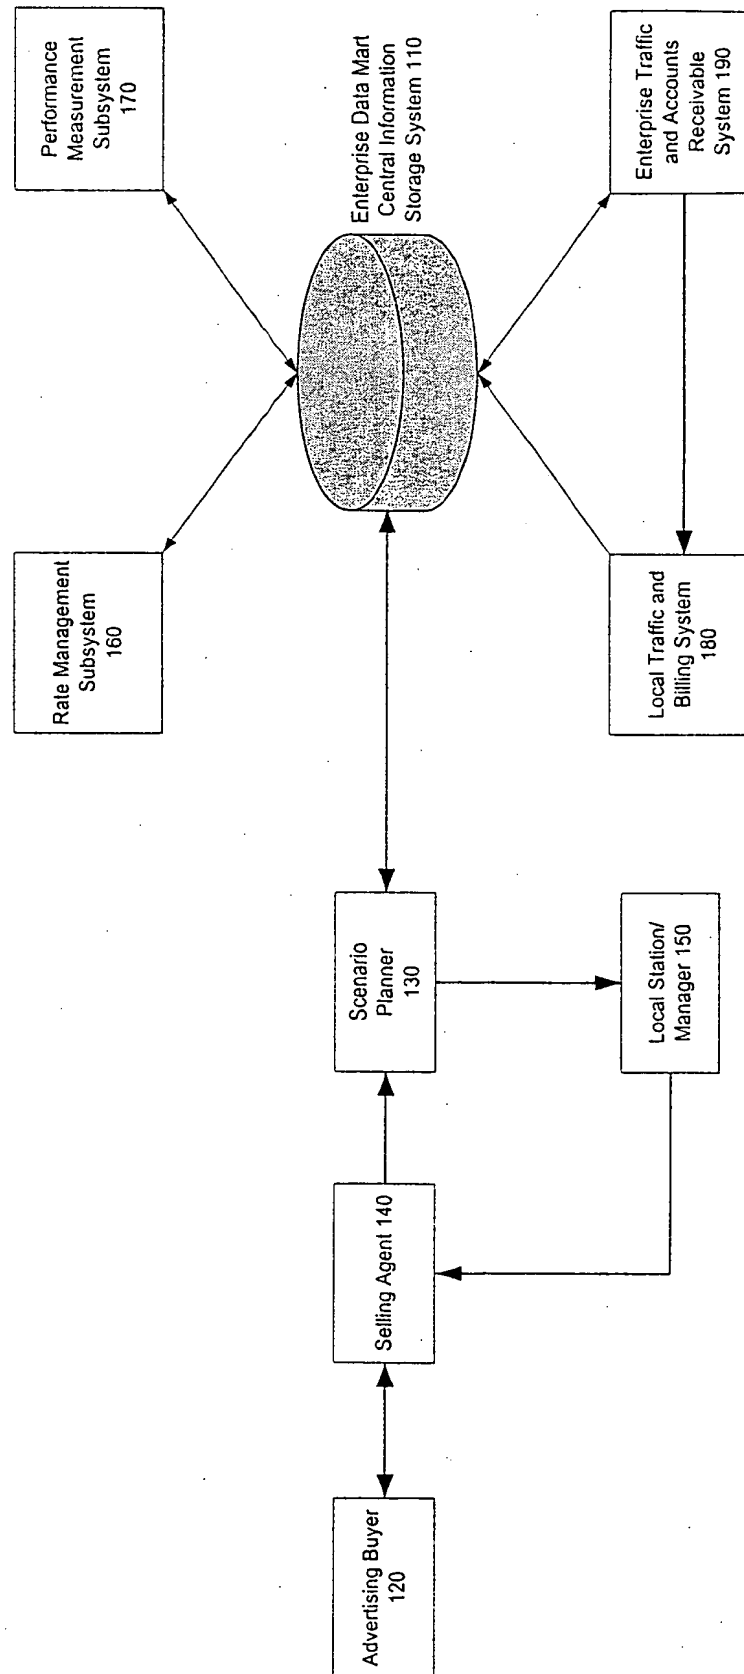 Advertising Buyer
120
Selling Agent 140
Scenario
Planner
130
Local Station/
Manager 150
Rate Management
Subsystem
160
Performance
Measurement
Subsystem
170
Enterprise Data Mart
Central Information
Storage System 110
Local Traffic and
Billing System
180
Enterprise Traffic
and Accounts
Receivable
System 190